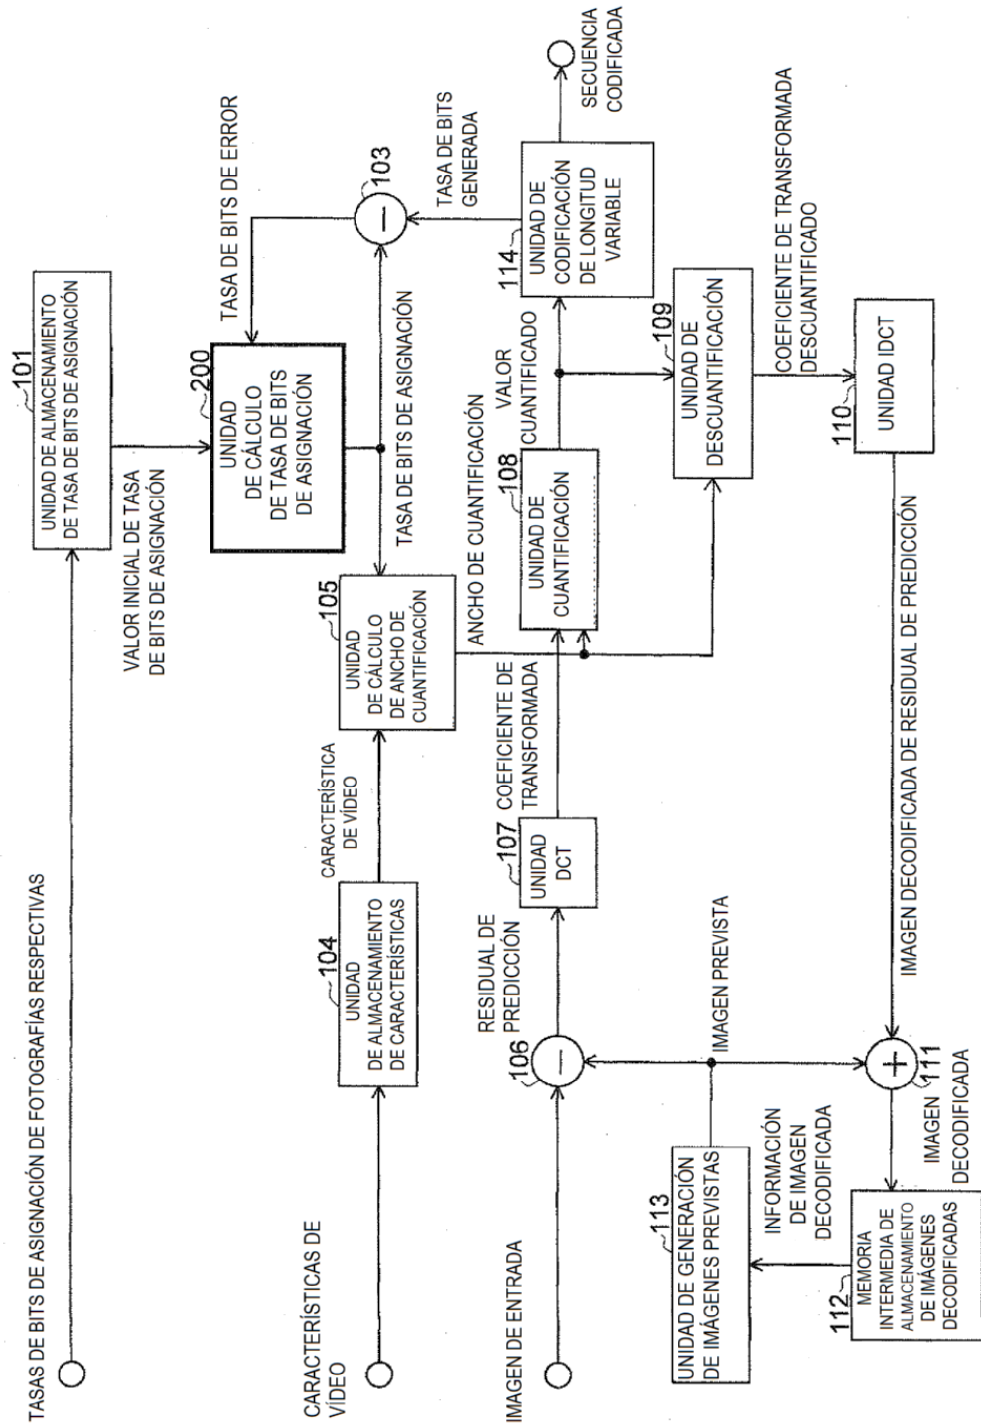 TASAS DE BITS DE ASIGNACIÓN DE FOTOGRAFÍAS RESPECTIVAS
101
UNIDAD DE ALMACENAMIENTO
DE TASA DE BITS DE ASIGNACIÓN
VALOR INICIAL DE TASA
DE BITS DE ASIGNACIÓN
200
UNIDAD
DE CÁLCULO
DE TASA DE BITS
DE ASIGNACIÓN
TASA DE BITS DE ERROR
103
−
TASA DE BITS DE ASIGNACIÓN
TASA DE BITS
GENERADA
CARACTERÍSTICAS DE
VÍDEO
104
UNIDAD
DE ALMACENAMIENTO
DE CARACTERÍSTICAS
CARACTERÍSTICA
DE VÍDEO
105
UNIDAD
DE CÁLCULO
DE ANCHO DE
CUANTIFICACIÓN
ANCHO DE CUANTIFICACIÓN
IMAGEN DE ENTRADA
106
−
RESIDUAL DE
PREDICCIÓN
107
UNIDAD
DCT
COEFICIENTE DE
TRANSFORMADA
108
UNIDAD DE
CUANTIFICACIÓN
VALOR
CUANTIFICADO
114
UNIDAD DE
CODIFICACIÓN
DE LONGITUD
VARIABLE
SECUENCIA
CODIFICADA
109
UNIDAD DE
DESCUANTIFICACIÓN
COEFICIENTE DE TRANSFORMADA
DESCUANTIFICADO
110
UNIDAD IDCT
IMAGEN DECODIFICADA DE RESIDUAL DE PREDICCIÓN
IMAGEN PREVISTA
113
UNIDAD DE GENERACIÓN
DE IMÁGENES PREVISTAS
INFORMACIÓN
DE IMAGEN
DECODIFICADA
+
111
IMAGEN
DECODIFICADA
112
MEMORIA
INTERMEDIA DE
ALMACENAMIENTO
DE IMÁGENES
DECODIFICADAS